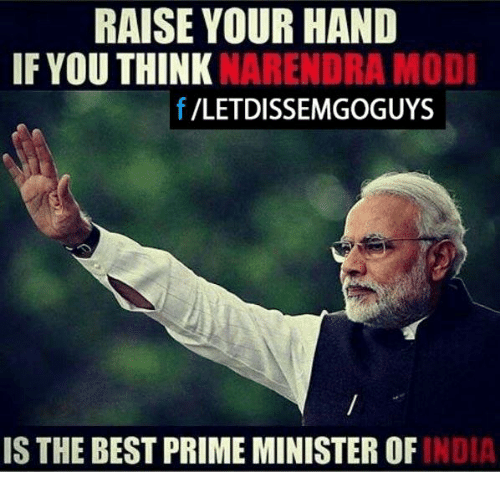 RAISE YOUR HAND
IF YOU THINK NARENDRA MODI
f /LETDISSEMGOGUYS
IS THE BEST PRIME MINISTER OF INDIA